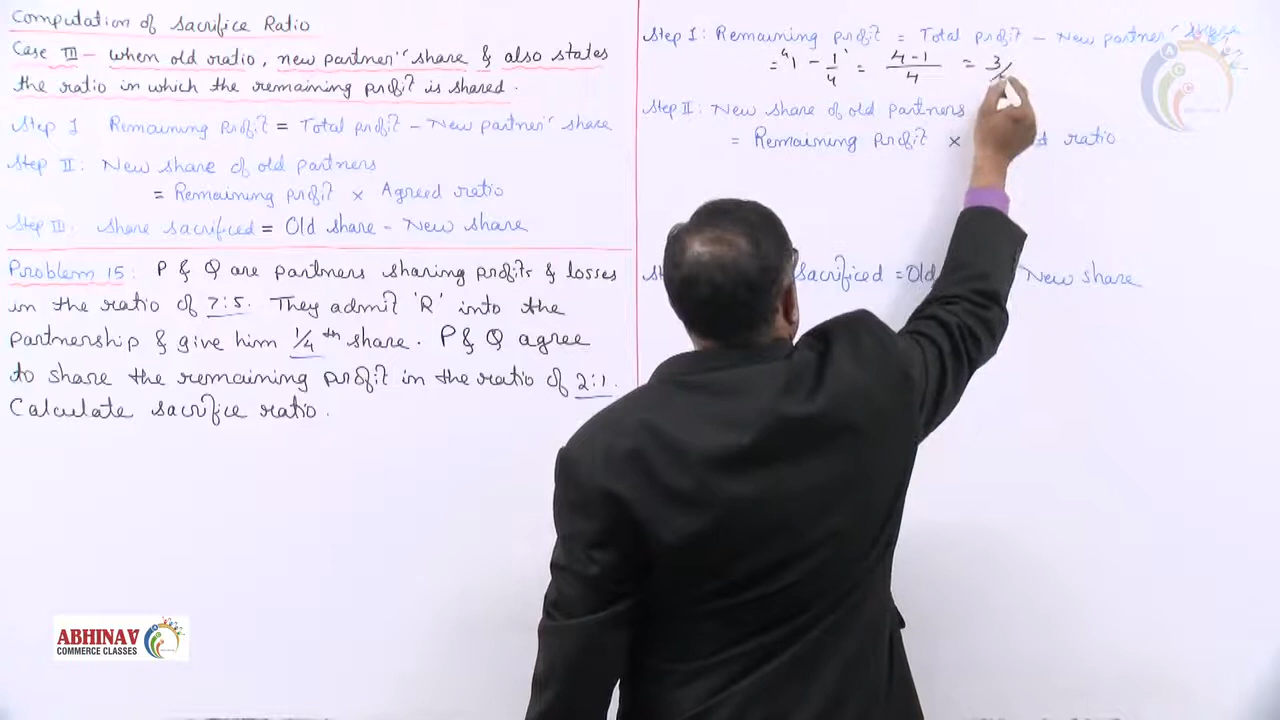 Computation of Sacrifice Ratio
Case III - when old ratio, new partner's share & also states
the ratio in which the remaining profit is shared.
Step I Remaining profit = Total profit - New partner's share
Step II: New share of old partners
= Remaining profit × Agreed ratio
Step III: Share sacrificed = Old share - New share
Problem 15: P & Q are partners sharing profits & losses
in the ratio of 7:5. They admit 'R' into the
partnership & give him 1/4 th share. P & Q agree
to share the remaining profit in the ratio of 2:1.
Calculate sacrifice ratio.
Step I: Remaining profit = Total profit - New partner's share
= 1 - 1/4 = 4-1/4 = 3/
Step II: New share of old partners
= Remaining profit × ratio
sacrificed = Old New share
ABHINAV
COMMERCE CLASSES